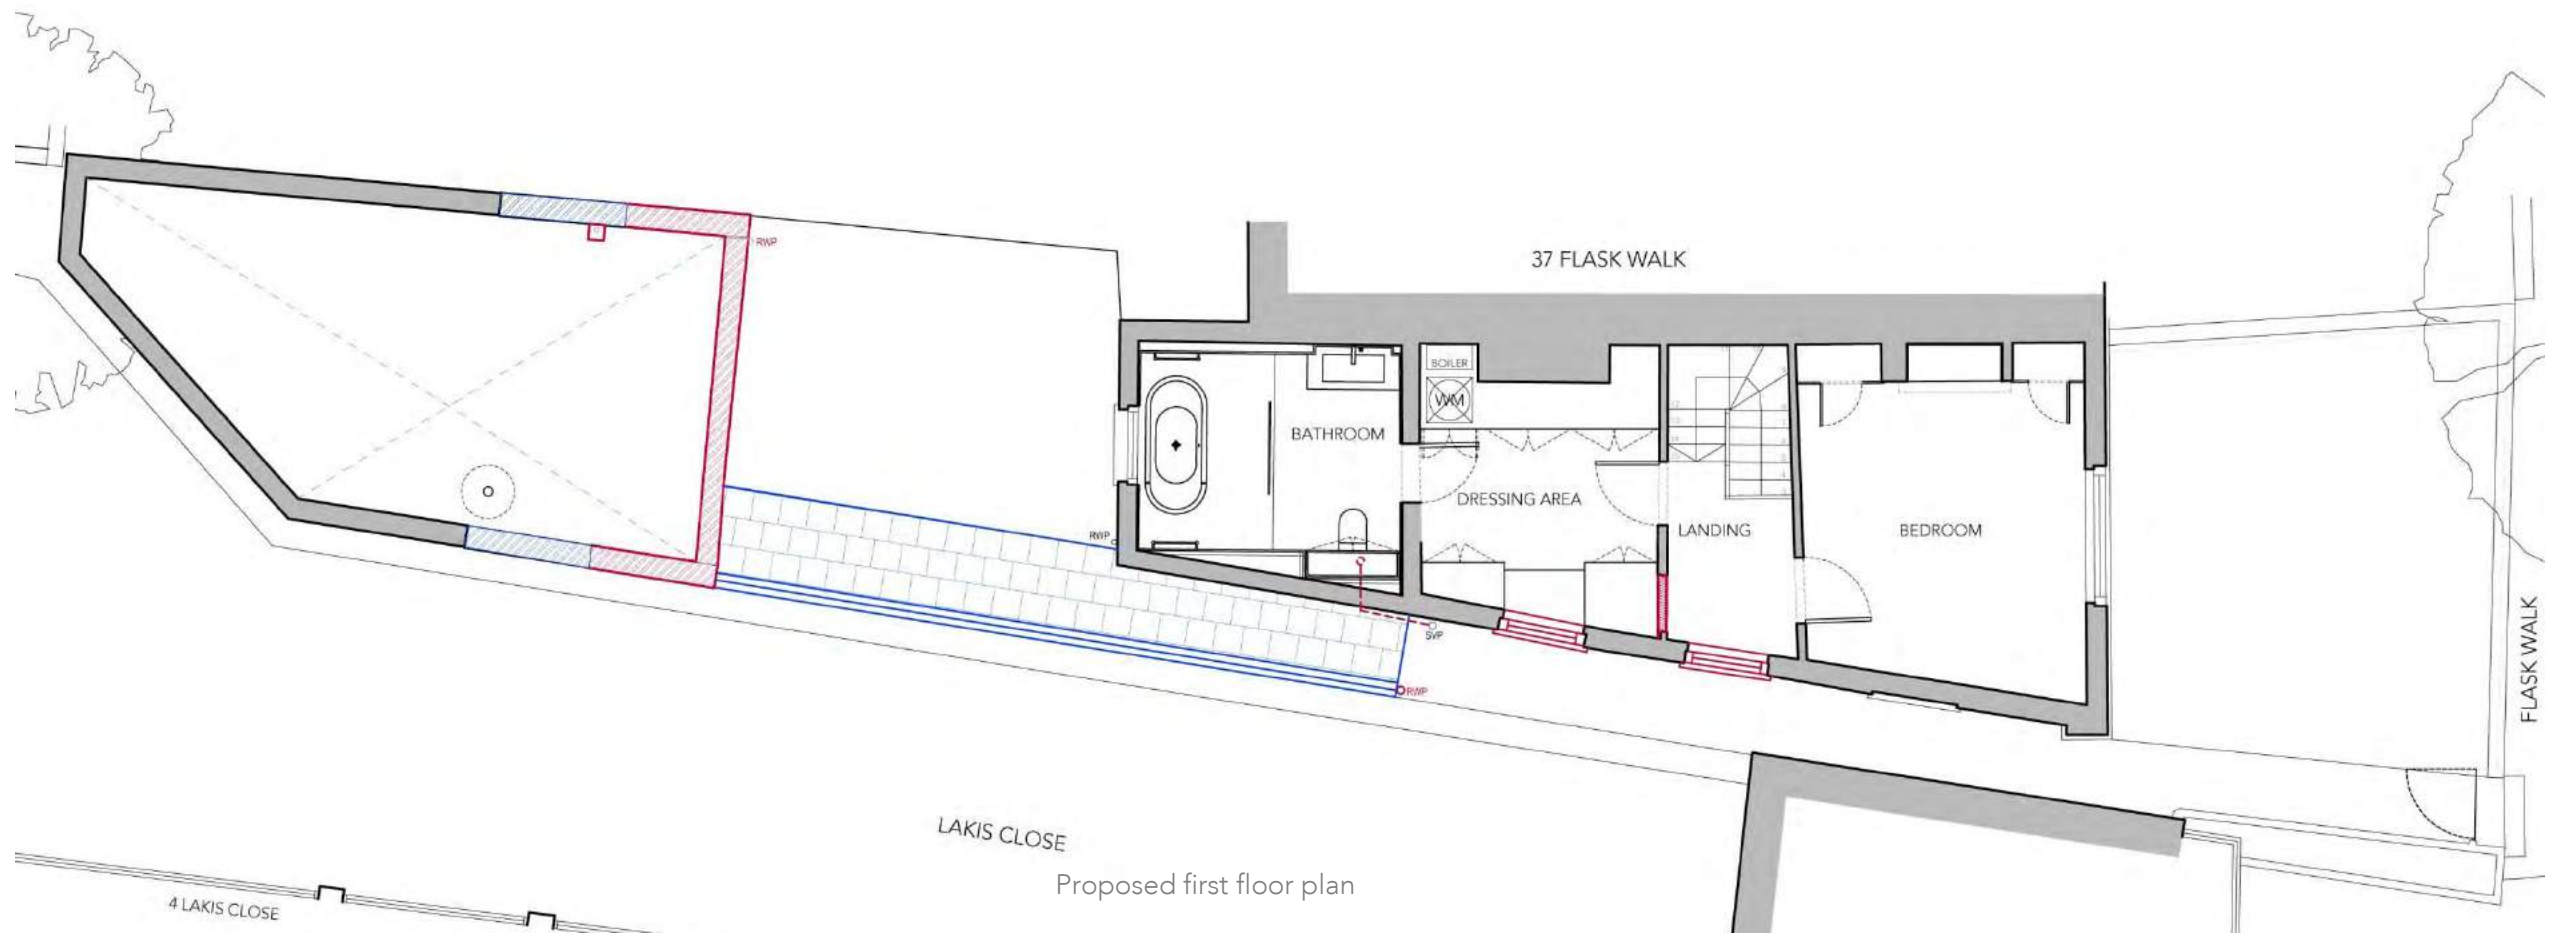 RWP
37 FLASK WALK
BOILER
WM
BATHROOM
DRESSING AREA
LANDING
BEDROOM
RWP
SVP
RWP
FLASK WALK
LAKIS CLOSE
Proposed first floor plan
4 LAKIS CLOSE